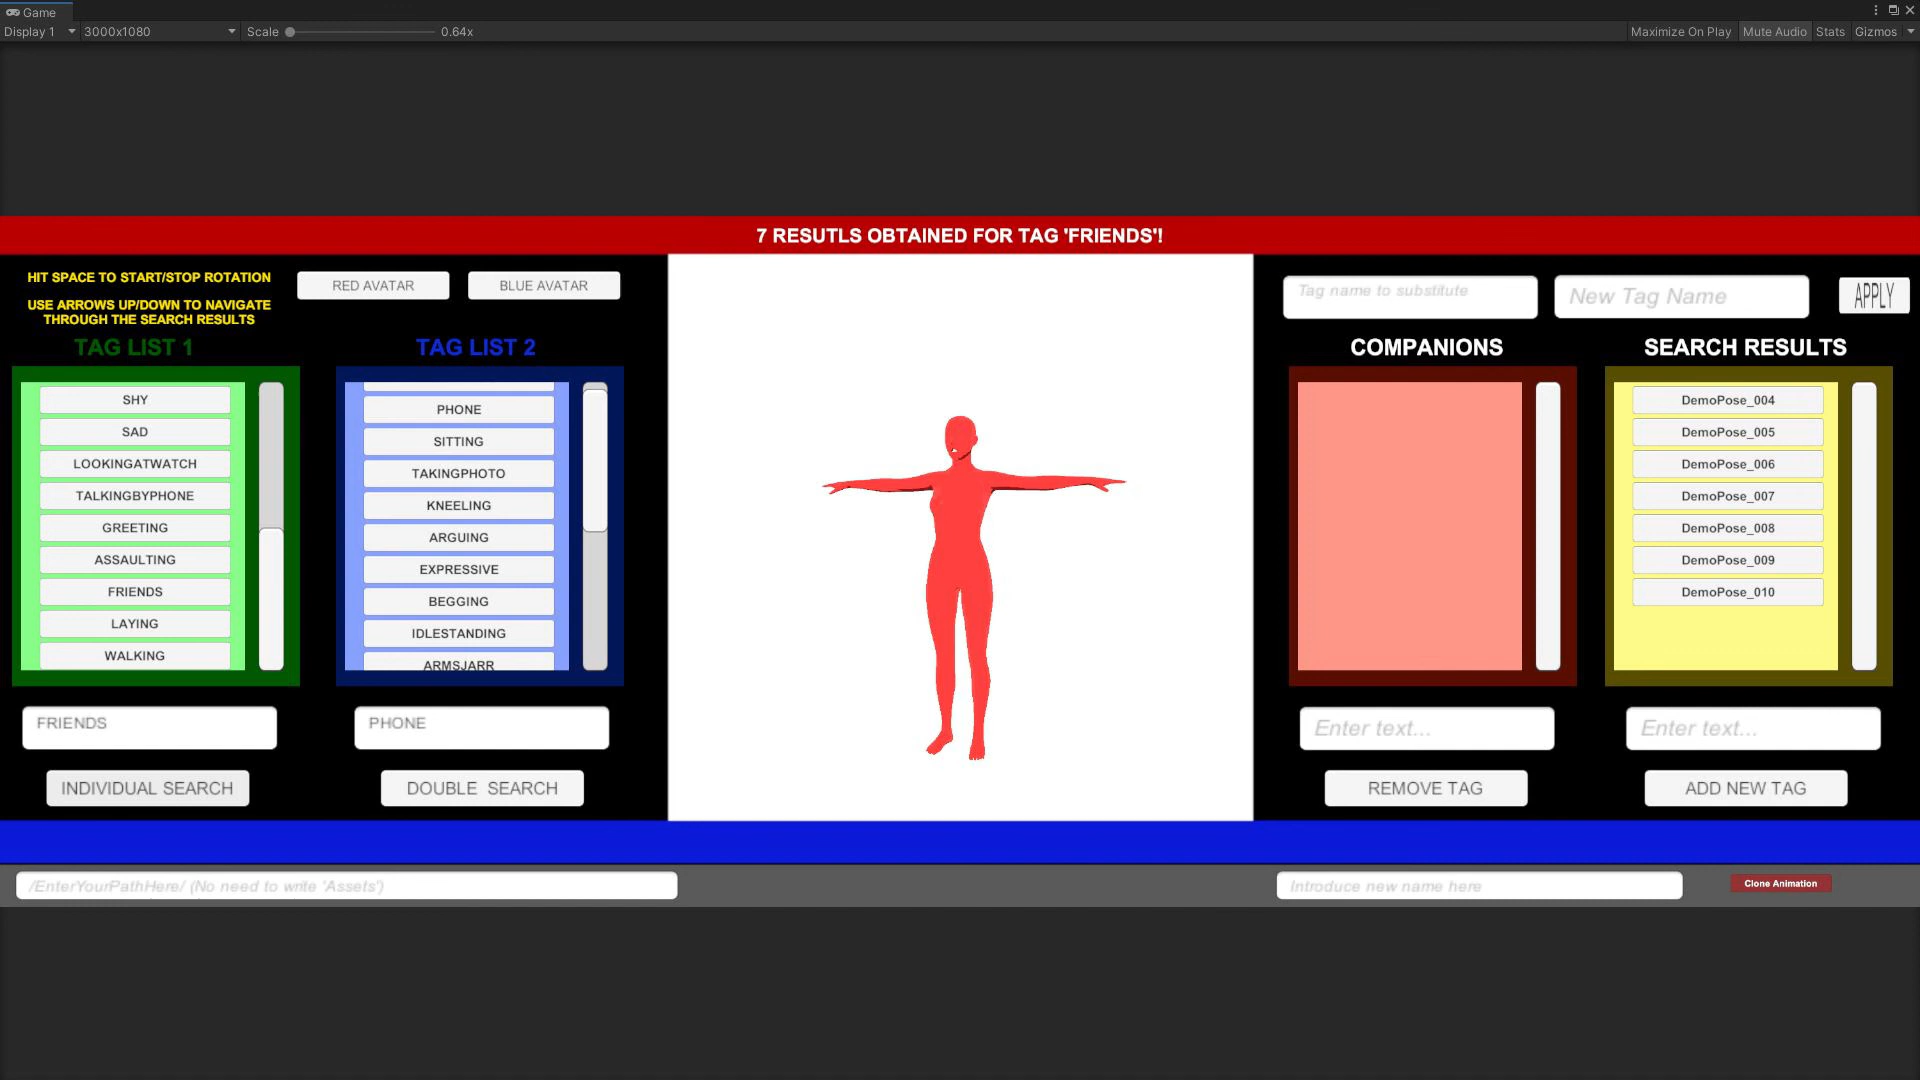 Game
Display 1
3000x1080
Scale
0.64x
Maximize On Play
Mute Audio
Stats
Gizmos
7 RESUTLS OBTAINED FOR TAG 'FRIENDS'!
HIT SPACE TO START/STOP ROTATION
USE ARROWS UP/DOWN TO NAVIGATE
THROUGH THE SEARCH RESULTS
RED AVATAR
BLUE AVATAR
TAG LIST 1
SHY
SAD
LOOKINGATWATCH
TALKINGBYPHONE
GREETING
ASSAULTING
FRIENDS
LAYING
WALKING
FRIENDS
INDIVIDUAL SEARCH
TAG LIST 2
PHONE
SITTING
TAKINGPHOTO
KNEELING
ARGUING
EXPRESSIVE
BEGGING
IDLESTANDING
ARMSJARR
PHONE
DOUBLE SEARCH
Tag name to substitute
New Tag Name
APPLY
COMPANIONS
Enter text...
REMOVE TAG
SEARCH RESULTS
DemoPose_004
DemoPose_005
DemoPose_006
DemoPose_007
DemoPose_008
DemoPose_009
DemoPose_010
Enter text...
ADD NEW TAG
/EnterYourPathHere/ (No need to write 'Assets')
Introduce new name here
Clone Animation